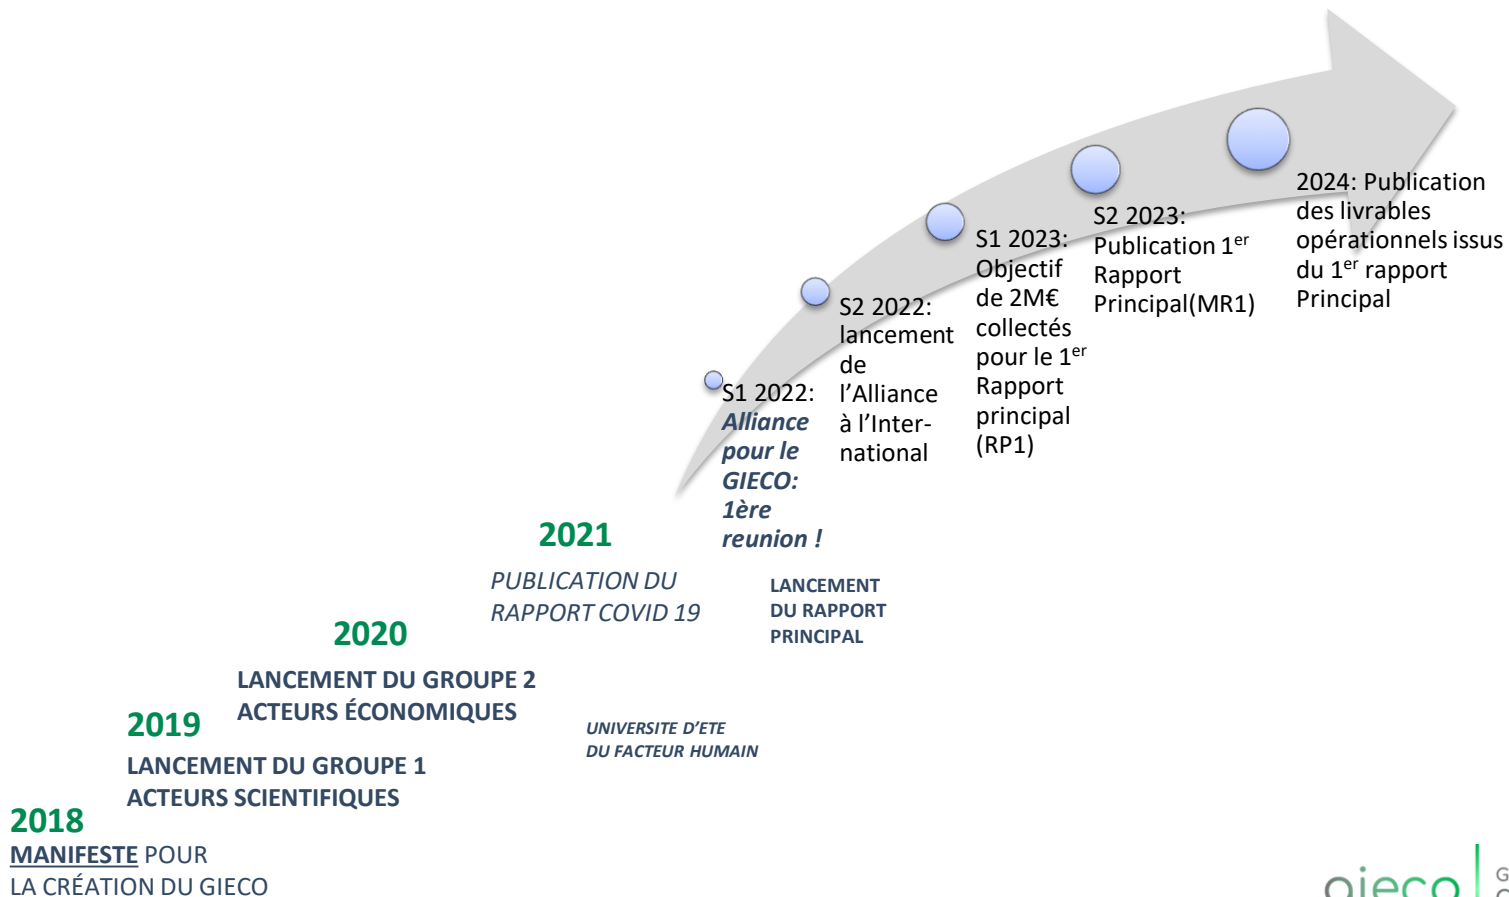 2018
MANIFESTE POUR
LA CRÉATION DU GIECO
2019
LANCEMENT DU GROUPE 1
ACTEURS SCIENTIFIQUES
2020
LANCEMENT DU GROUPE 2
ACTEURS ÉCONOMIQUES
2021
PUBLICATION DU
RAPPORT COVID 19
UNIVERSITE D’ETE
DU FACTEUR HUMAIN
LANCEMENT
DU RAPPORT
PRINCIPAL
S1 2022:
Alliance
pour le
GIECO:
1ère
reunion !
S2 2022:
lancement
de
l’Alliance
à l’Inter-
national
S1 2023:
Objectif
de 2M€
collectés
pour le 1er
Rapport
principal
(RP1)
S2 2023:
Publication 1er
Rapport
Principal(MR1)
2024: Publication
des livrables
opérationnels issus
du 1er rapport
Principal
gieco